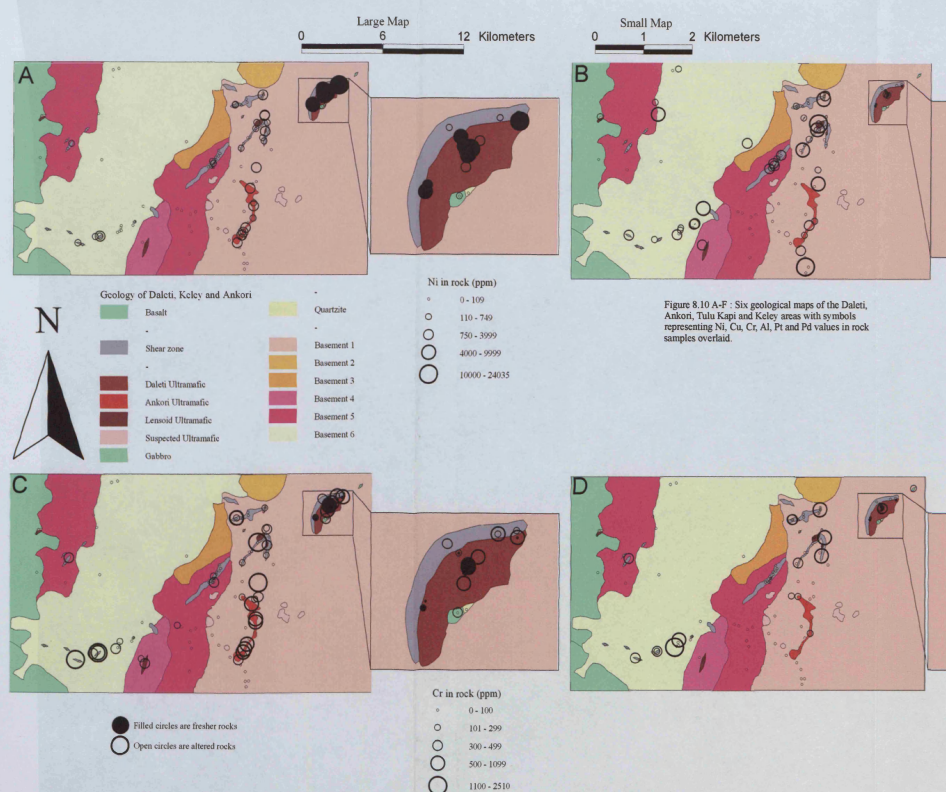 Large Map
0 6 12 Kilometers
Small Map
0 1 2 Kilometers
A
B
N
Geology of Daleti, Keley and Ankori
Basalt
-
Shear zone
-
Daleti Ultramafic
Ankori Ultramafic
Lensoid Ultramafic
Suspected Ultramafic
Gabbro
-
Quartzite
-
Basement 1
Basement 2
Basement 3
Basement 4
Basement 5
Basement 6
Ni in rock (ppm)
0 - 109
110 - 749
750 - 3999
4000 - 9999
10000 - 24035
Figure 8.10 A-F : Six geological maps of the Daleti,
Ankori, Tulu Kapi and Keley areas with symbols
representing Ni, Cu, Cr, Al, Pt and Pd values in rock
samples overlaid.
C
D
Filled circles are fresher rocks
Open circles are altered rocks
Cr in rock (ppm)
0 - 100
101 - 299
300 - 499
500 - 1099
1100 - 2510